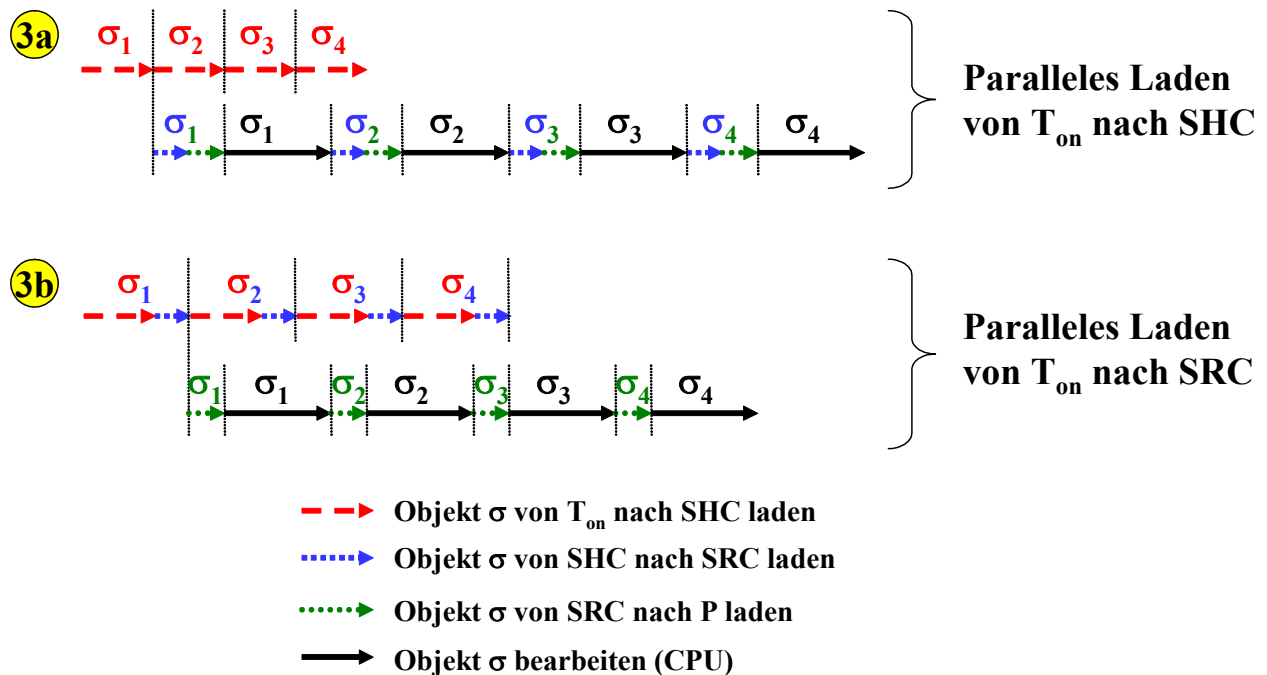 3a
σ1 σ2 σ3 σ4
σ1 σ1 σ2 σ2 σ3 σ3 σ4 σ4
Paralleles Laden
von Ton nach SHC
3b
σ1 σ2 σ3 σ4
σ1 σ1 σ2 σ2 σ3 σ3 σ4 σ4
Paralleles Laden
von Ton nach SRC
Objekt σ von Ton nach SHC laden
Objekt σ von SHC nach SRC laden
Objekt σ von SRC nach P laden
Objekt σ bearbeiten (CPU)